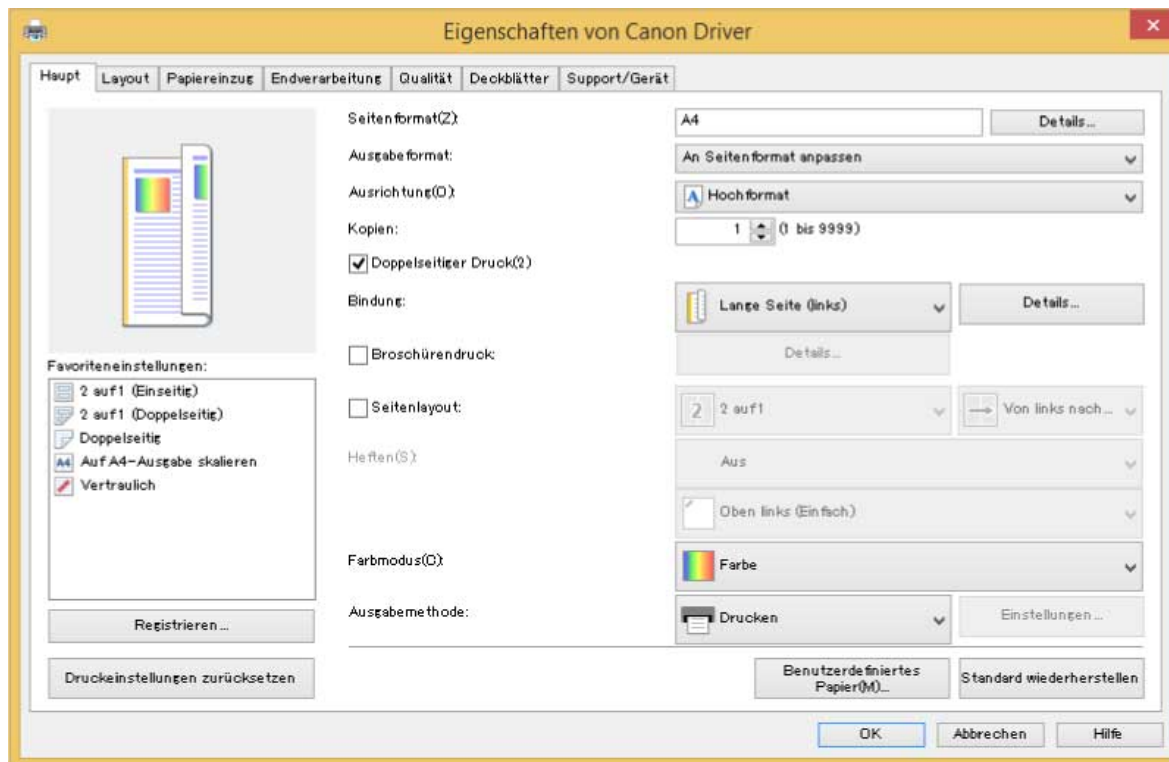 Eigenschaften von Canon Driver
Haupt Layout Papiereinzug Endverarbeitung Qualität Deckblätter Support/Gerät
Seitenformat(Z): A4 Details...
Ausgabeformat: An Seitenformat anpassen
Ausrichtung(O): A Hochformat
Kopien: 1 (1 bis 9999)
Doppelseitiger Druck(2)
Bindung: Lange Seite (links) Details...
Broschürendruck: Details...
Favoriteneinstellungen:
2 auf1 (Einseitig)
2 auf1 (Doppelseitig)
Doppelseitig
A4 Auf A4-Ausgabe skalieren
Vertraulich
Seitenlayout: 2 2 auf1 Von links nach...
Heften(S): Aus
Oben links (Einfach)
Farbmodus(C): Farbe
Ausgabemethode: Drucken Einstellungen...
Registrieren...
Druckeinstellungen zurücksetzen
Benutzerdefiniertes
Papier(M)...
Standard wiederherstellen
OK Abbrechen Hilfe